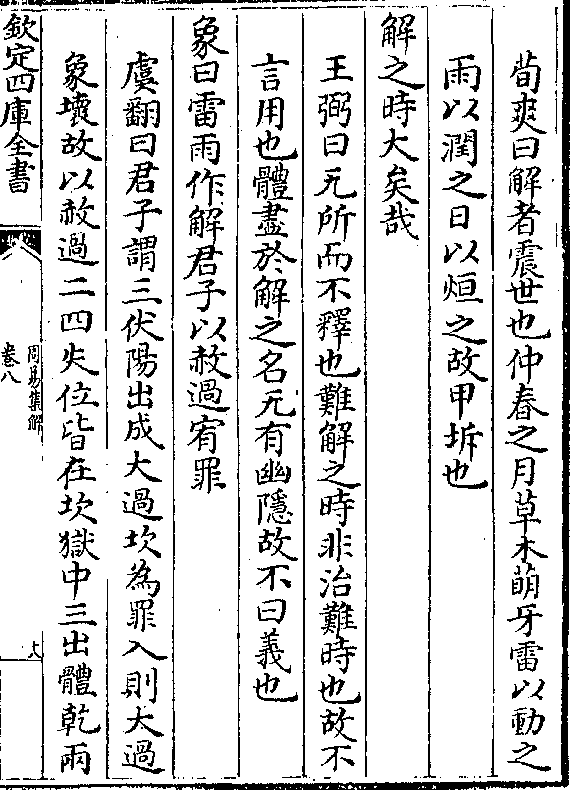 荀爽曰解者震世也仲春之月草木萌牙雷以動之
雨以潤之日以烜之故甲坼也
解之時大矣哉
王弼曰无所而不釋也難解之時非治難時也故不
言用也體盡於解之名无有幽隱故不曰義也
象曰雷雨作解君子以赦過宥罪
虞翻曰君子謂三伏陽出成大過坎為罪入則大過
象壞故以赦過二四失位皆在坎獄中三出體乾兩
欽定四庫全書
周易集解
卷八